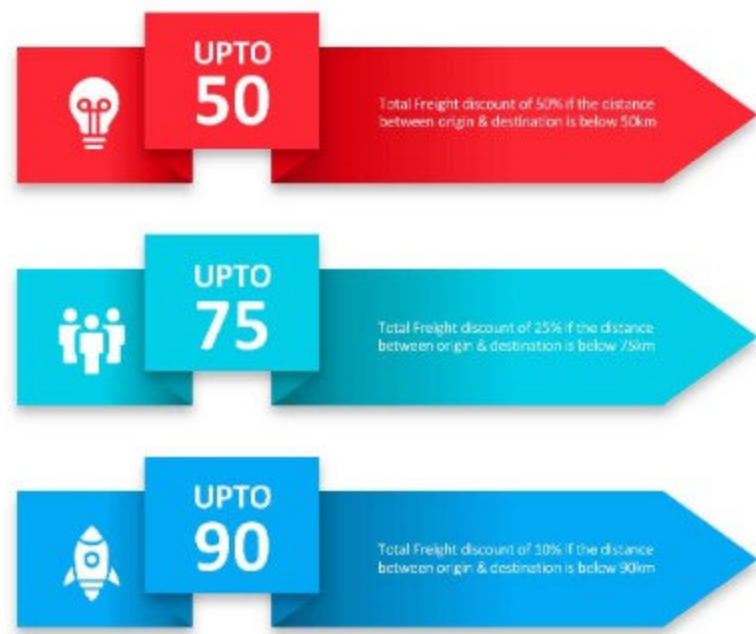 UPTO
50
Total Freight discount of 50% if the distance
between origin & destination is below 50km
UPTO
75
Total Freight discount of 25% if the distance
between origin & destination is below 75km
UPTO
90
Total Freight discount of 10% if the distance
between origin & destination is below 90km